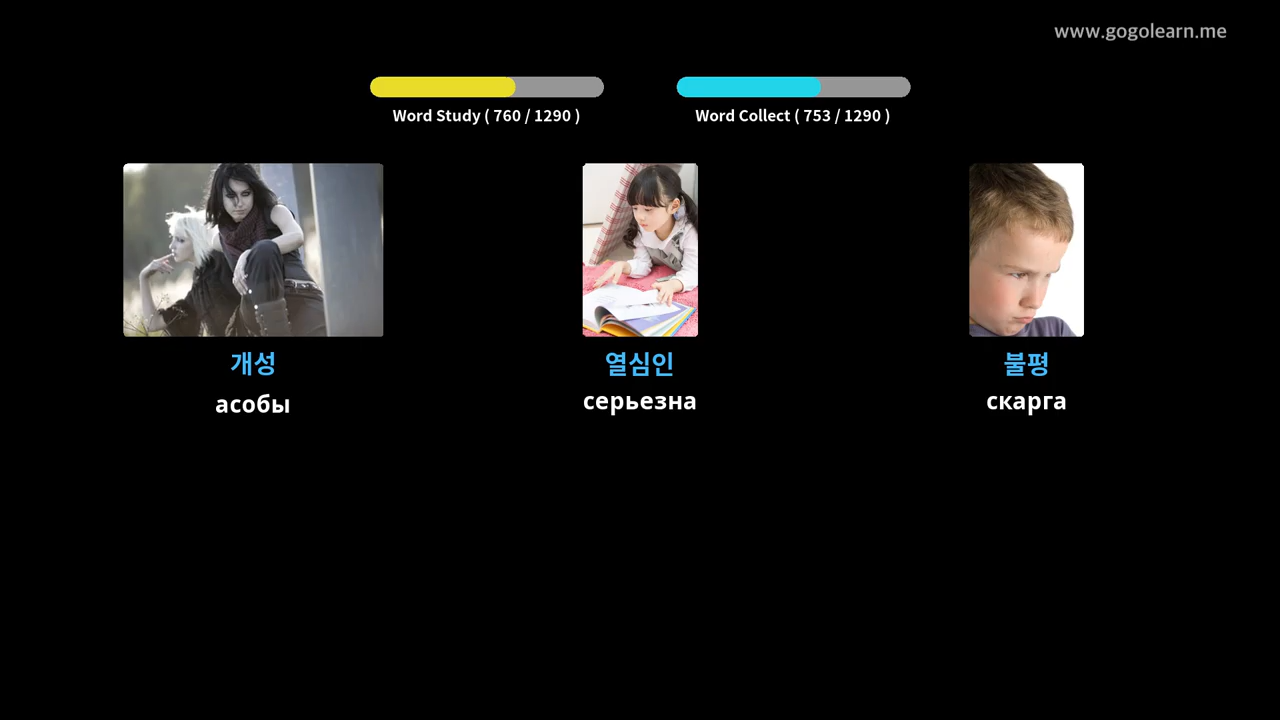 www.gogolearn.me
Word Study ( 760 / 1290 )
Word Collect ( 753 / 1290 )
개성
асобы
열심인
серьезна
불평
скарга